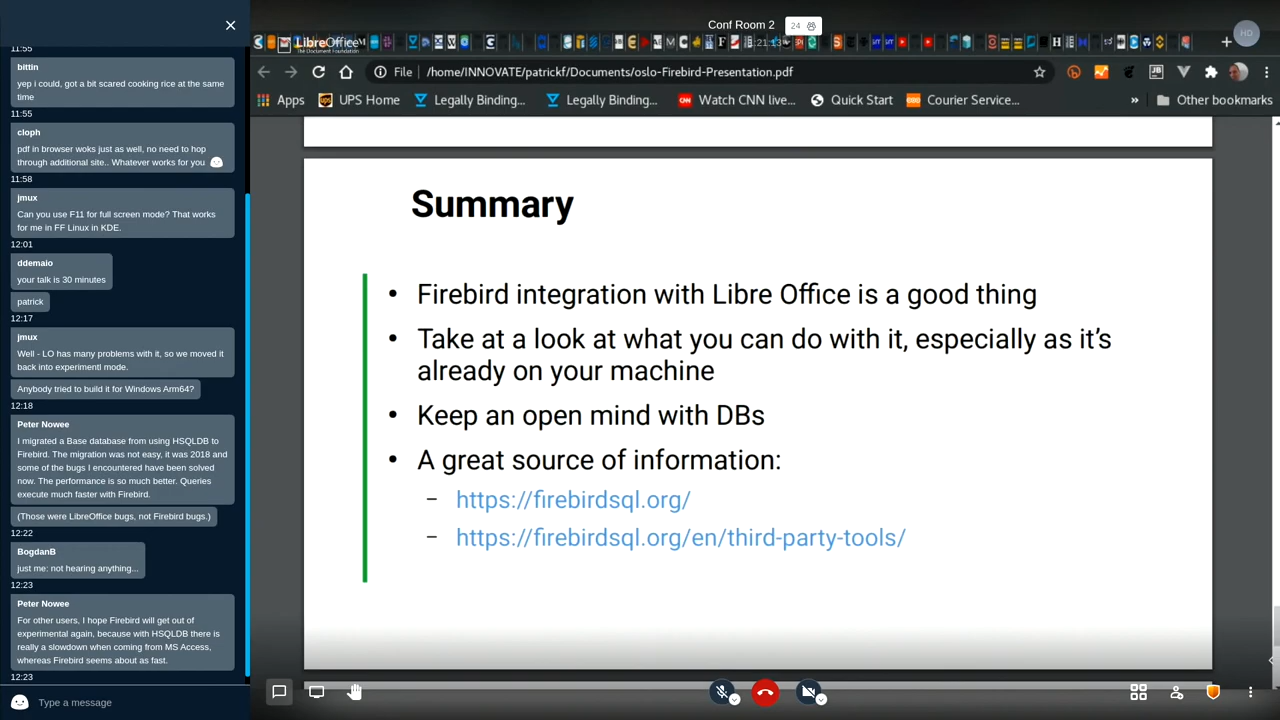 11:55
bittin
yep i could, got a bit scared cooking rice at the same
time
11:55
cloph
pdf in browser woks just as well, no need to hop
through additional site.. Whatever works for you
11:58
jmux
Can you use F11 for full screen mode? That works
for me in FF Linux in KDE.
12:01
ddemaio
your talk is 30 minutes
patrick
12:17
jmux
Well - LO has many problems with it, so we moved it
back into experimentl mode.
Anybody tried to build it for Windows Arm64?
12:18
Peter Nowee
I migrated a Base database from using HSQLDB to
Firebird. The migration was not easy, it was 2018 and
some of the bugs I encountered have been solved
now. The performance is so much better. Queries
execute much faster with Firebird.
(Those were LibreOffice bugs, not Firebird bugs.)
12:22
BogdanB
just me: not hearing anything...
12:23
Peter Nowee
For other users, I hope Firebird will get out of
experimental again, because with HSQLDB there is
really a slowdown when coming from MS Access,
whereas Firebird seems about as fast.
12:23
Type a message
Conf Room 2
24
LibreOffice
The Document Foundation
HD
File
/home/INNOVATE/patrickf/Documents/oslo-Firebird-Presentation.pdf
Apps
UPS Home
Legally Binding...
Legally Binding...
Watch CNN live...
Quick Start
Courier Service...
»
Other bookmarks
Summary
• Firebird integration with Libre Office is a good thing
• Take at a look at what you can do with it, especially as it's
already on your machine
• Keep an open mind with DBs
• A great source of information:
– https://firebirdsql.org/
– https://firebirdsql.org/en/third-party-tools/